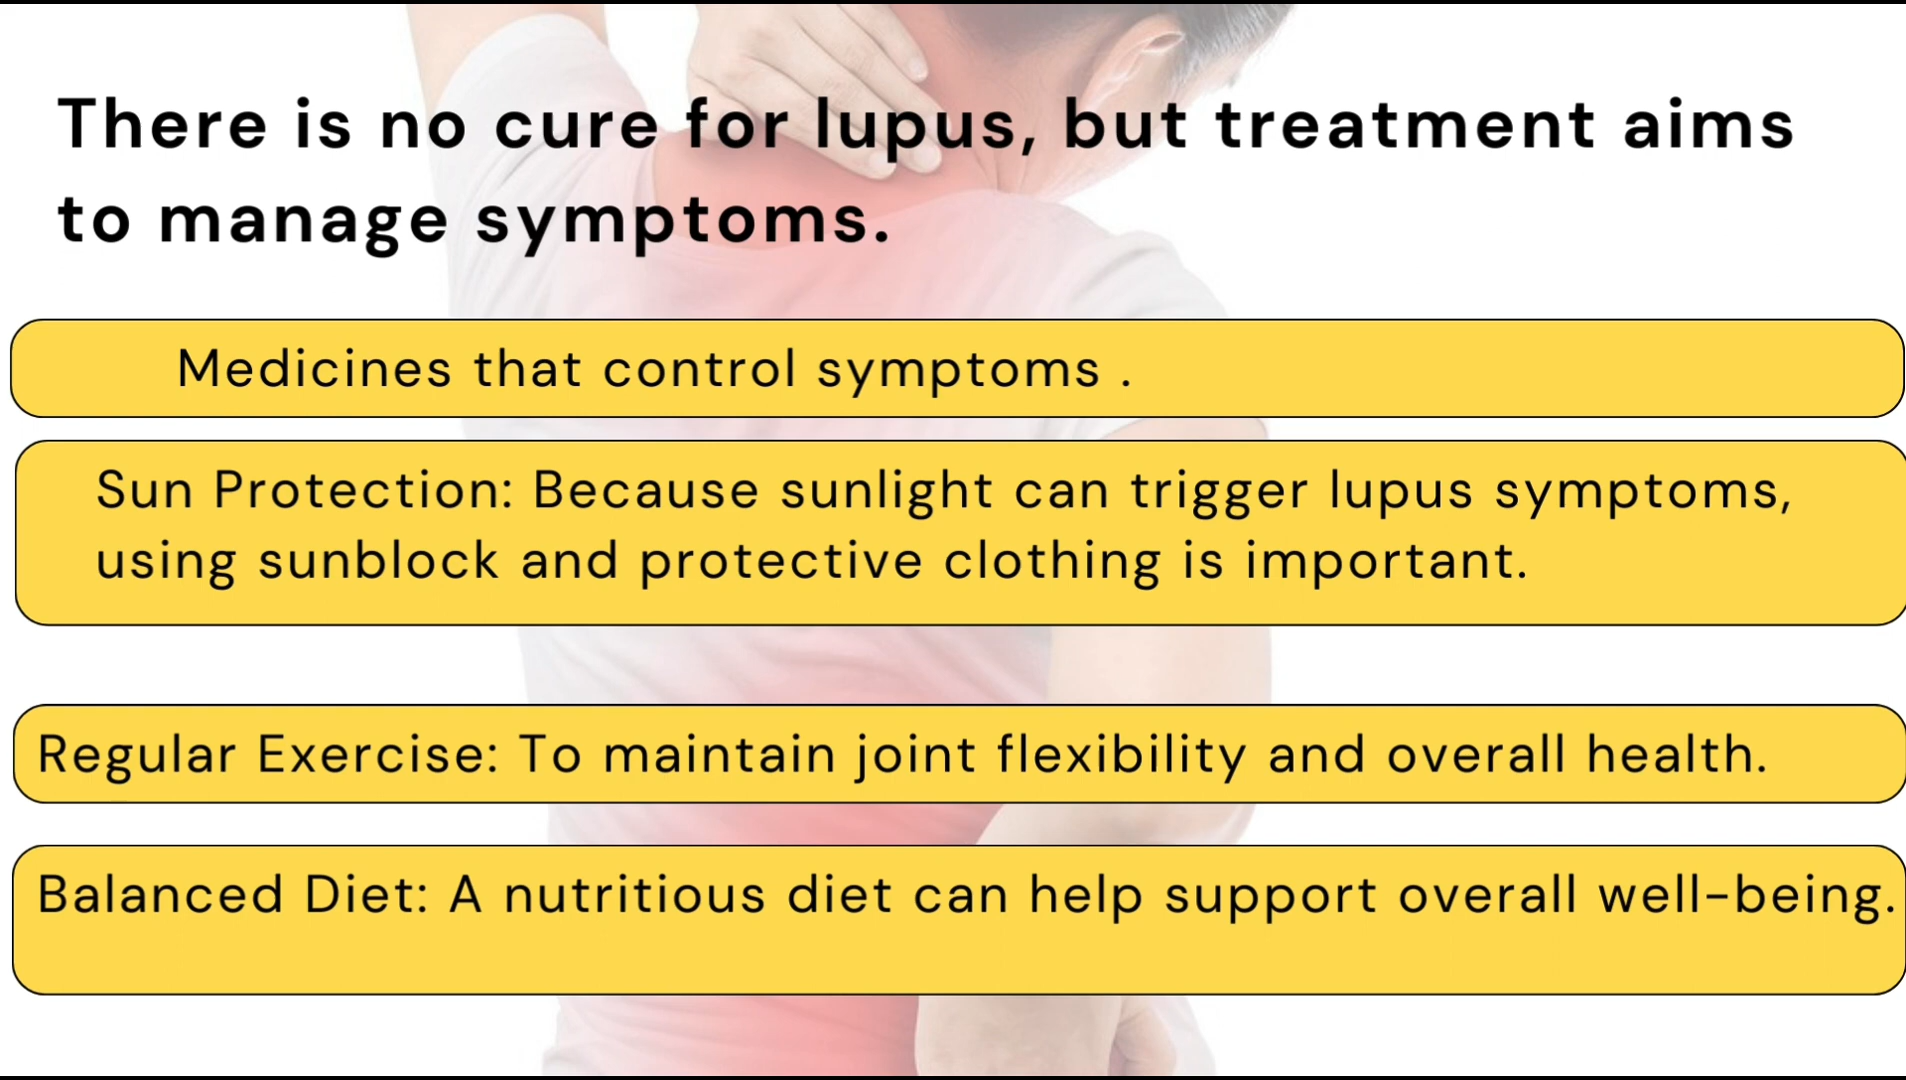 There is no cure for lupus, but treatment aims
to manage symptoms.
Medicines that control symptoms .
Sun Protection: Because sunlight can trigger lupus symptoms,
using sunblock and protective clothing is important.
Regular Exercise: To maintain joint flexibility and overall health.
Balanced Diet: A nutritious diet can help support overall well-being.